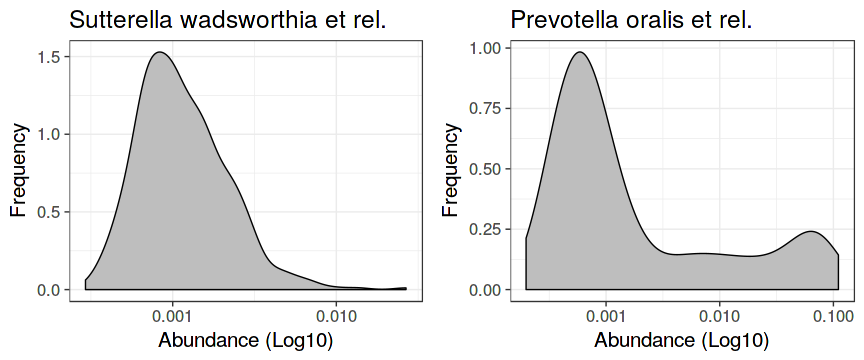 Sutterella wadsworthia et rel.
Frequency
1.5
1.0
0.5
0.0
0.001
0.010
Abundance (Log10)
Prevotella oralis et rel.
Frequency
1.00
0.75
0.50
0.25
0.00
0.001
0.010
0.100
Abundance (Log10)